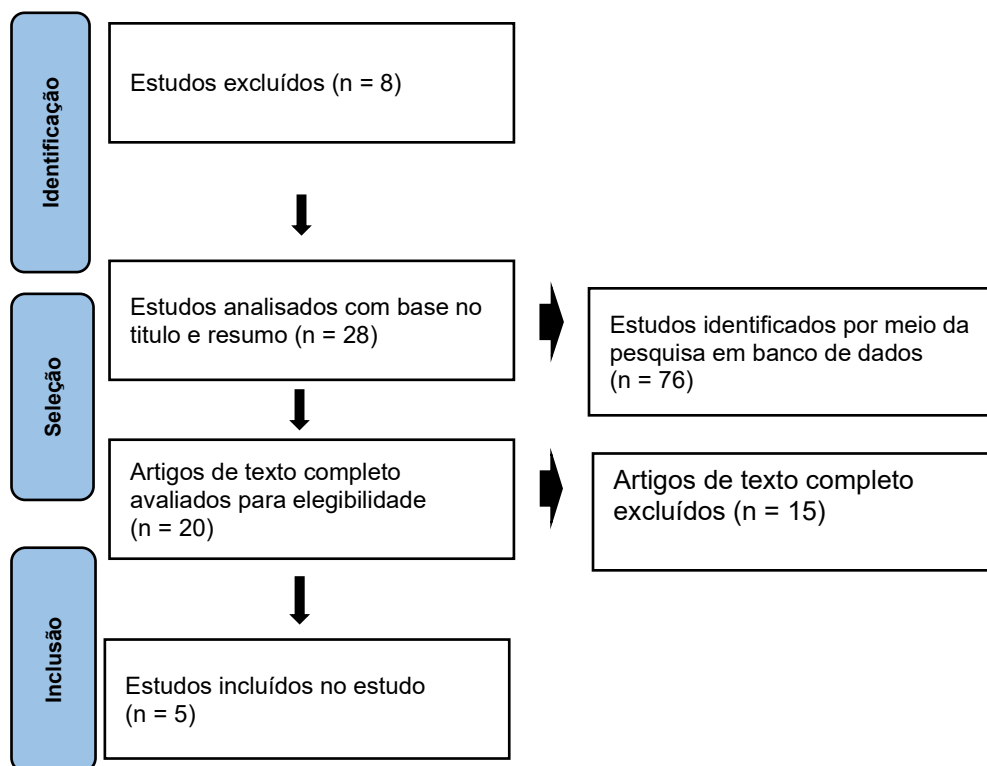 Identificação
Estudos excluídos (n = 8)
Seleção
Estudos analisados com base no
titulo e resumo (n = 28)
Estudos identificados por meio da
pesquisa em banco de dados
(n = 76)
Artigos de texto completo
avaliados para elegibilidade
(n = 20)
Artigos de texto completo
excluídos (n = 15)
Inclusão
Estudos incluídos no estudo
(n = 5)